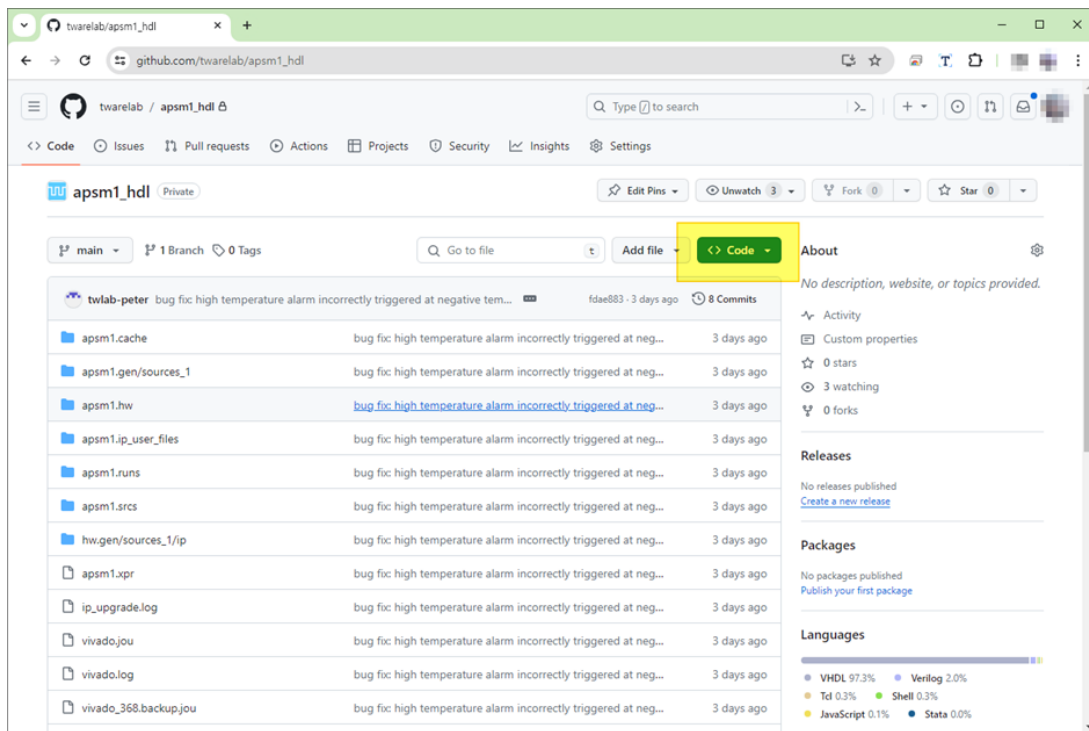 twarelab/apsm1_hdl
github.com/twarelab/apsm1_hdl
twarelab / apsm1_hdl
Type / to search
Code Issues Pull requests Actions Projects Security Insights Settings
apsm1_hdl Private
Edit Pins Unwatch 3 Fork 0 Star 0
main 1 Branch 0 Tags Go to file t Add file Code
twlab-peter bug fix: high temperature alarm incorrectly triggered at negative tem... fdae883 · 3 days ago 8 Commits
apsm1.cache bug fix: high temperature alarm incorrectly triggered at neg... 3 days ago
apsm1.gen/sources_1 bug fix: high temperature alarm incorrectly triggered at neg... 3 days ago
apsm1.hw bug fix: high temperature alarm incorrectly triggered at neg... 3 days ago
apsm1.ip_user_files bug fix: high temperature alarm incorrectly triggered at neg... 3 days ago
apsm1.runs bug fix: high temperature alarm incorrectly triggered at neg... 3 days ago
apsm1.srcs bug fix: high temperature alarm incorrectly triggered at neg... 3 days ago
hw.gen/sources_1/ip bug fix: high temperature alarm incorrectly triggered at neg... 3 days ago
apsm1.xpr bug fix: high temperature alarm incorrectly triggered at neg... 3 days ago
ip_upgrade.log bug fix: high temperature alarm incorrectly triggered at neg... 3 days ago
vivado.jou bug fix: high temperature alarm incorrectly triggered at neg... 3 days ago
vivado.log bug fix: high temperature alarm incorrectly triggered at neg... 3 days ago
vivado_368.backup.jou bug fix: high temperature alarm incorrectly triggered at neg... 3 days ago
About
No description, website, or topics provided.
Activity
Custom properties
0 stars
3 watching
0 forks
Releases
No releases published
Create a new release
Packages
No packages published
Publish your first package
Languages
VHDL 97.3% Verilog 2.0%
Tcl 0.3% Shell 0.3%
JavaScript 0.1% Stata 0.0%